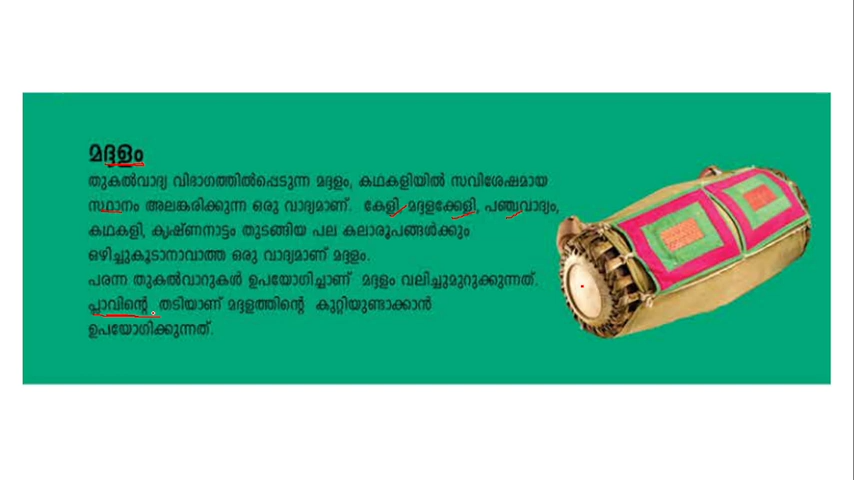 മദ്ദളം
തുകൽവാദ്യ വിഭാഗത്തിൽപ്പെടുന്ന മദ്ദളം, കഥകളിയിൽ സവിശേഷമായ
സ്ഥാനം അലങ്കരിക്കുന്ന ഒരു വാദ്യമാണ്. കേളി, മദ്ദളക്കേളി, പഞ്ചവാദ്യം,
കഥകളി, കൃഷ്ണനാട്ടം തുടങ്ങിയ പല കലാരൂപങ്ങൾക്കും
ഒഴിച്ചുകൂടാനാവാത്ത ഒരു വാദ്യമാണ് മദ്ദളം.
പരന്ന തുകൽവാറുകൾ ഉപയോഗിച്ചാണ് മദ്ദളം വലിച്ചുമുറുക്കുന്നത്.
പ്ലാവിന്റെ തടിയാണ് മദ്ദളത്തിന്റെ കുറ്റിയുണ്ടാക്കാൻ
ഉപയോഗിക്കുന്നത്.